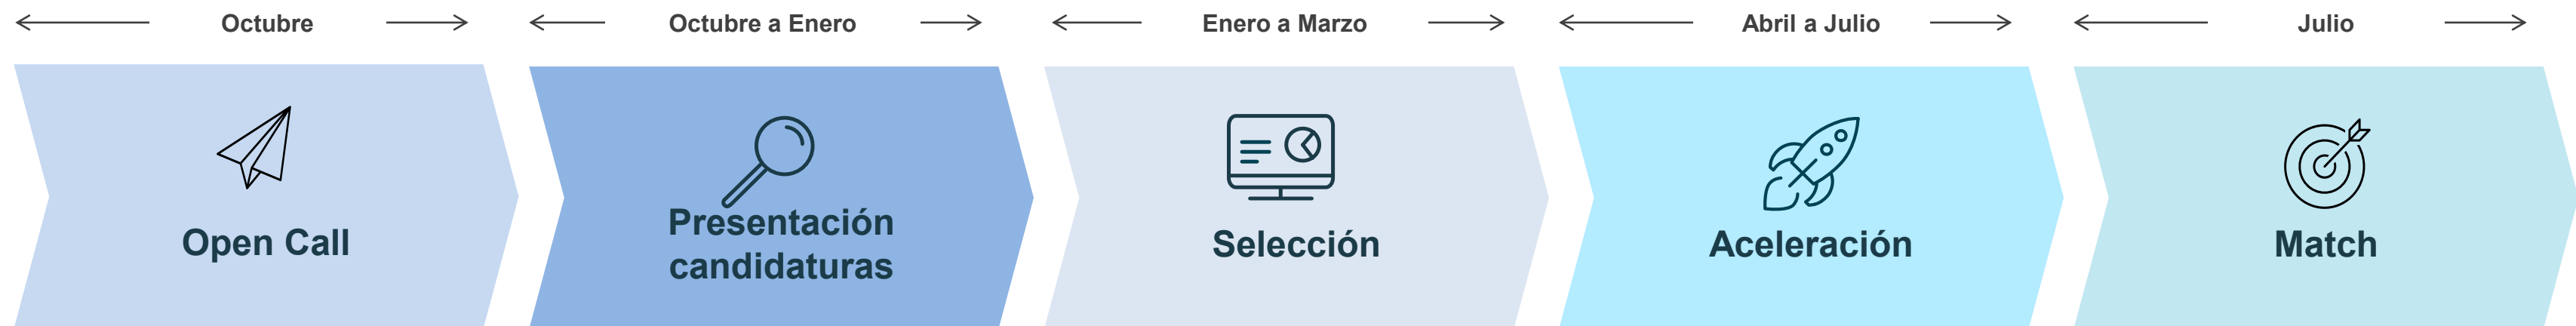 Octubre
Octubre a Enero
Enero a Marzo
Abril a Julio
Julio
Open Call
Presentación
candidaturas
Selección
Aceleración
Match